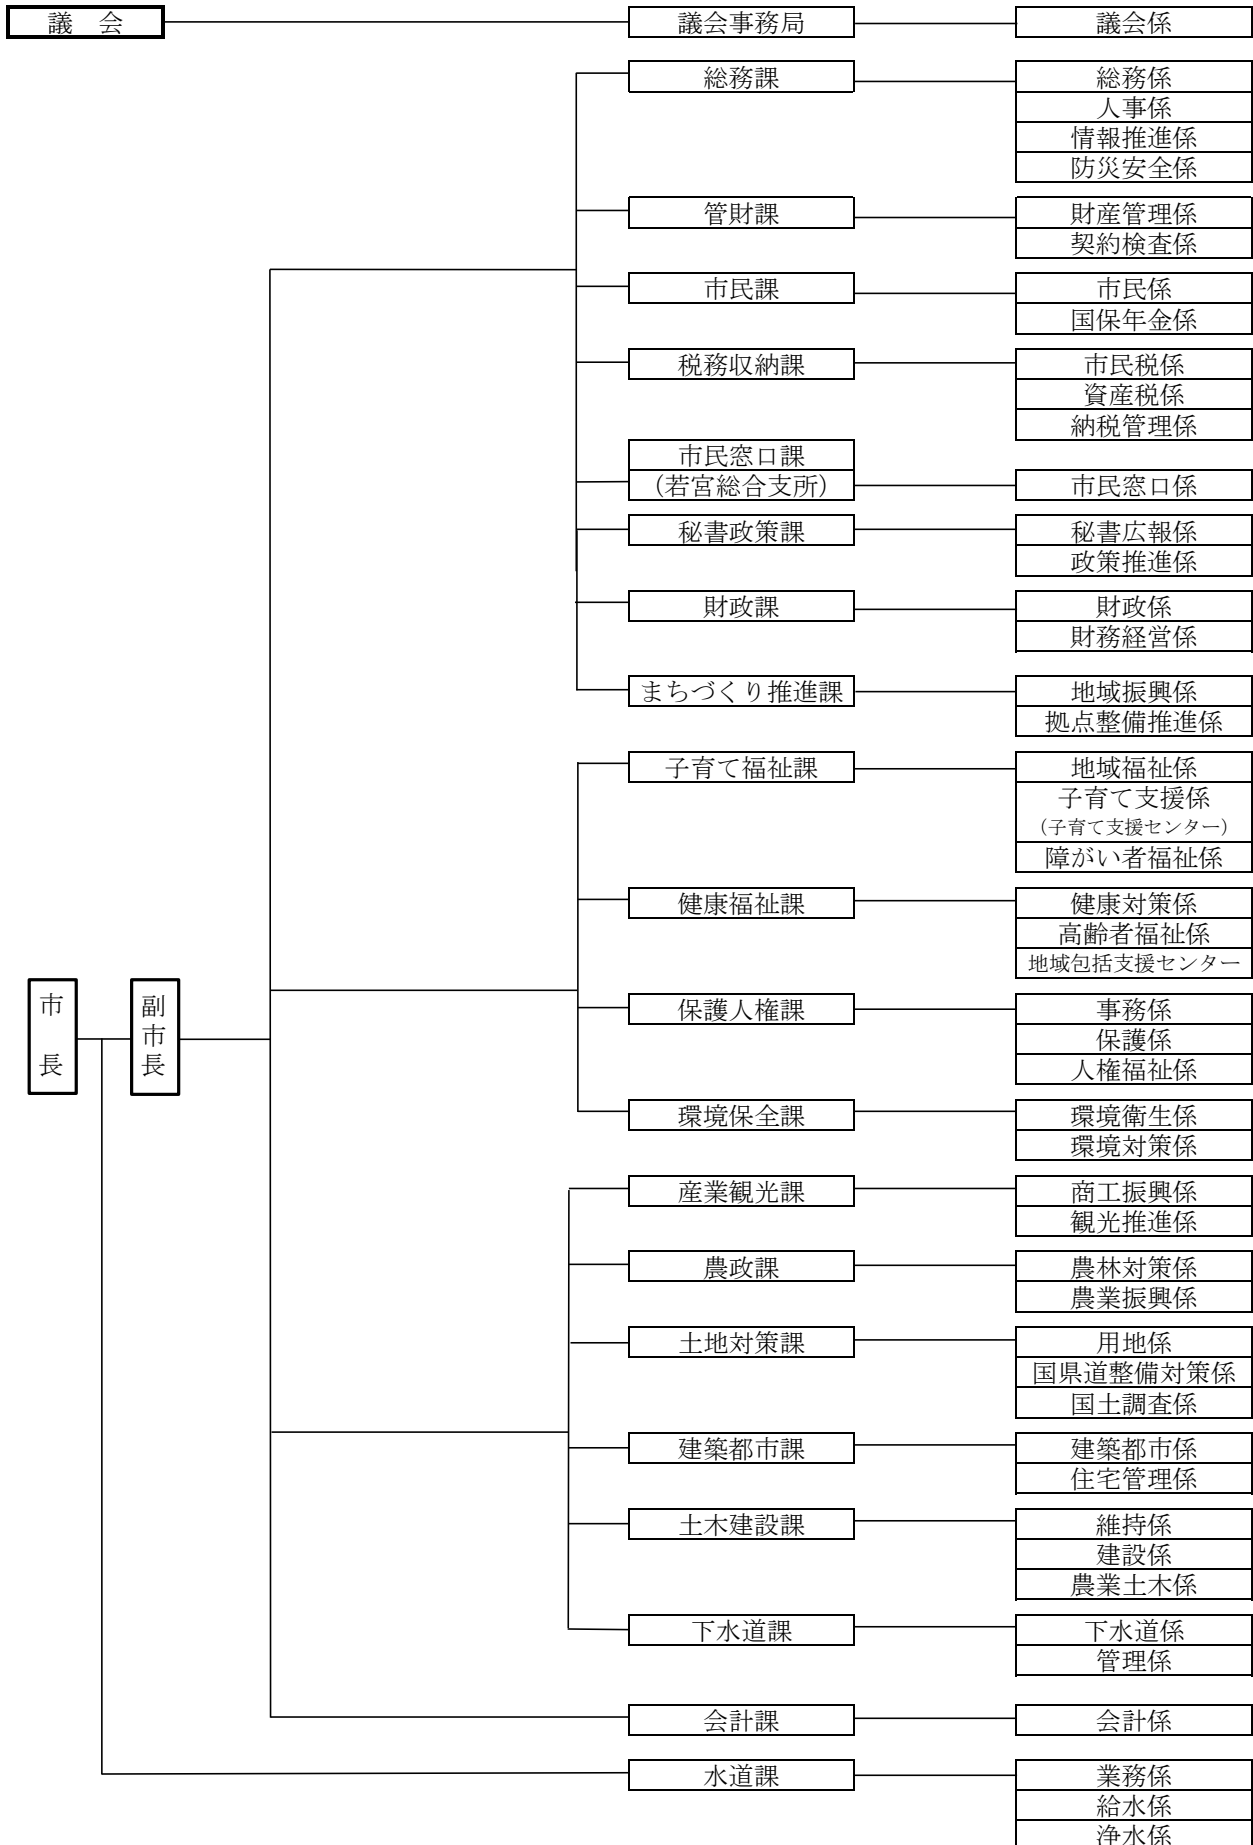 議　会
議会事務局
議会係
総務課
総務係
人事係
情報推進係
防災安全係
管財課
財産管理係
契約検査係
市民課
市民係
国保年金係
税務収納課
市民税係
資産税係
納税管理係
市民窓口課
（若宮総合支所）
市民窓口係
秘書政策課
秘書広報係
政策推進係
財政課
財政係
財務経営係
まちづくり推進課
地域振興係
拠点整備推進係
子育て福祉課
地域福祉係
子育て支援係
（子育て支援センター）
障がい者福祉係
健康福祉課
健康対策係
高齢者福祉係
地域包括支援センター
市　長
副市長
保護人権課
事務係
保護係
人権福祉係
環境保全課
環境衛生係
環境対策係
産業観光課
商工振興係
観光推進係
農政課
農林対策係
農業振興係
土地対策課
用地係
国県道整備対策係
国土調査係
建築都市課
建築都市係
住宅管理係
土木建設課
維持係
建設係
農業土木係
下水道課
下水道係
管理係
会計課
会計係
水道課
業務係
給水係
浄水係